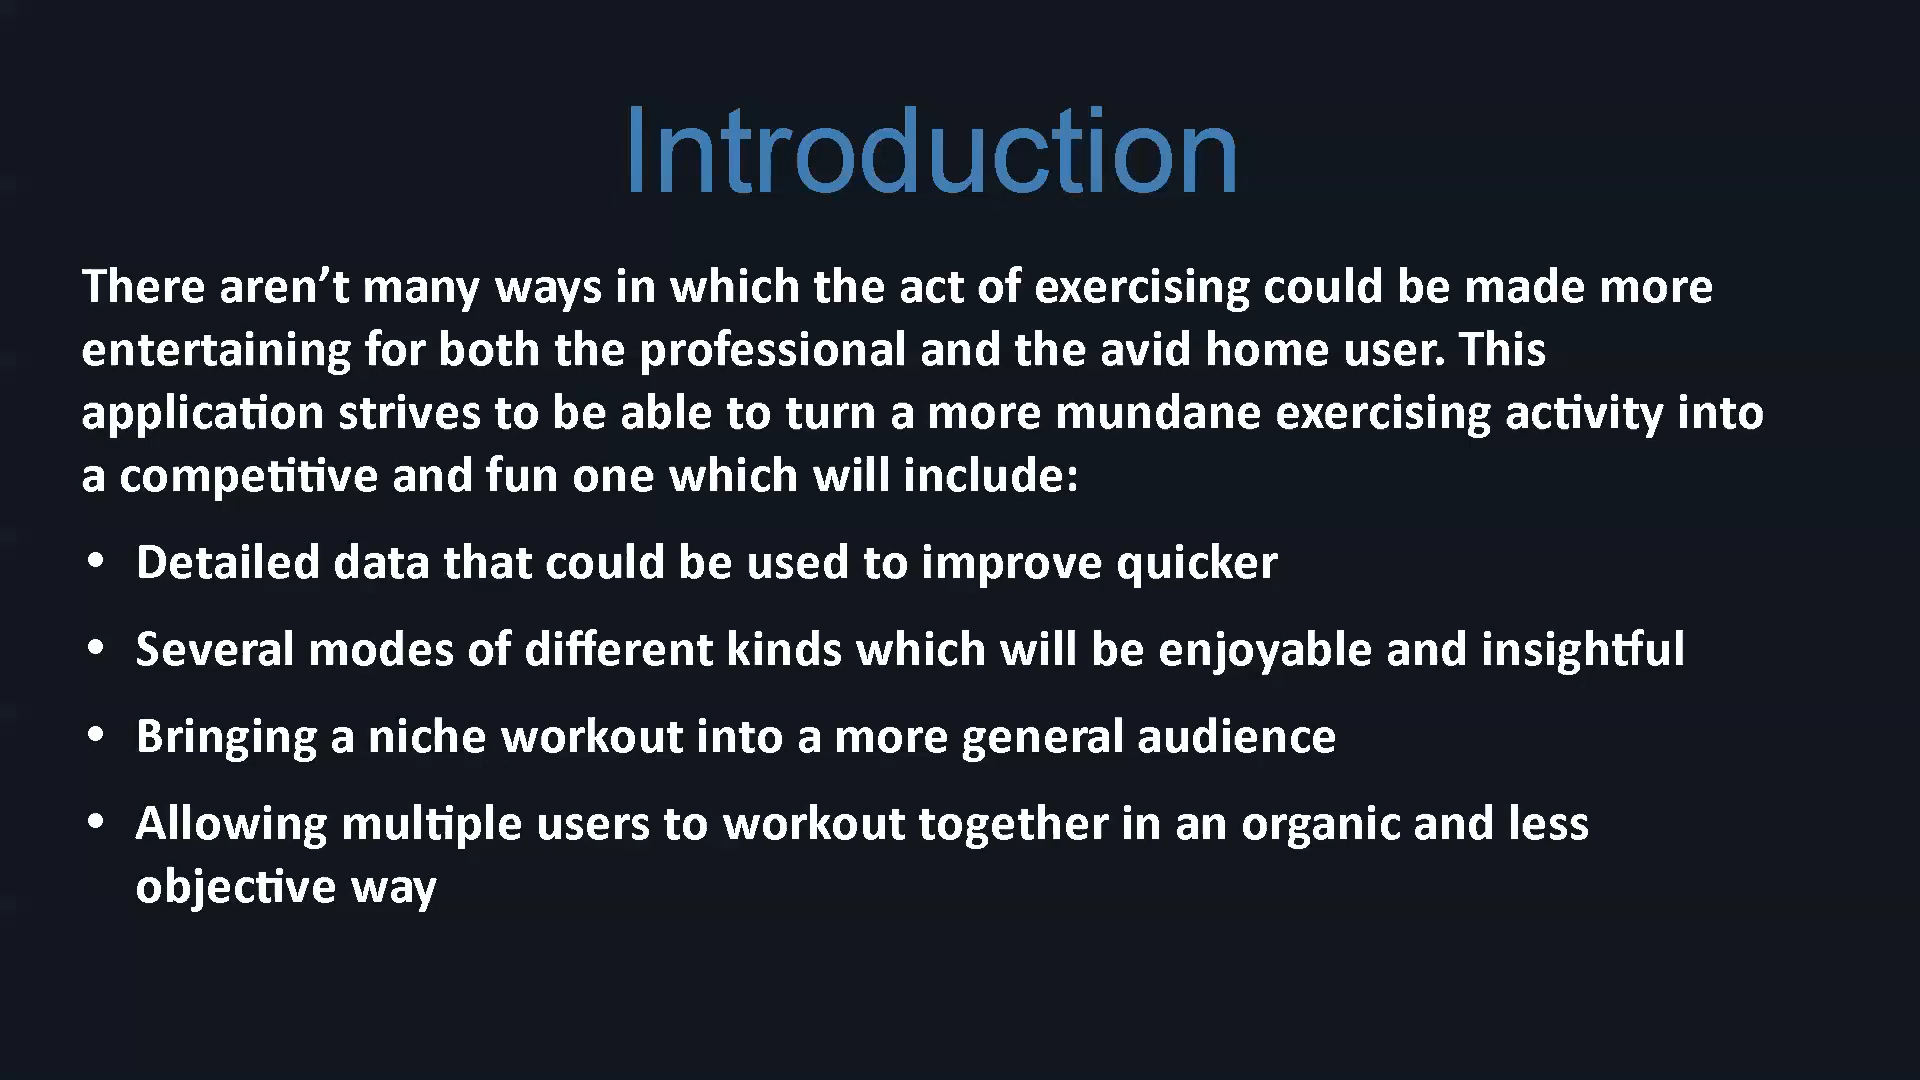 Introduction
There aren’t many ways in which the act of exercising could be made more
entertaining for both the professional and the avid home user. This
application strives to be able to turn a more mundane exercising activity into
a competitive and fun one which will include:
• Detailed data that could be used to improve quicker
• Several modes of different kinds which will be enjoyable and insightful
• Bringing a niche workout into a more general audience
• Allowing multiple users to workout together in an organic and less
objective way